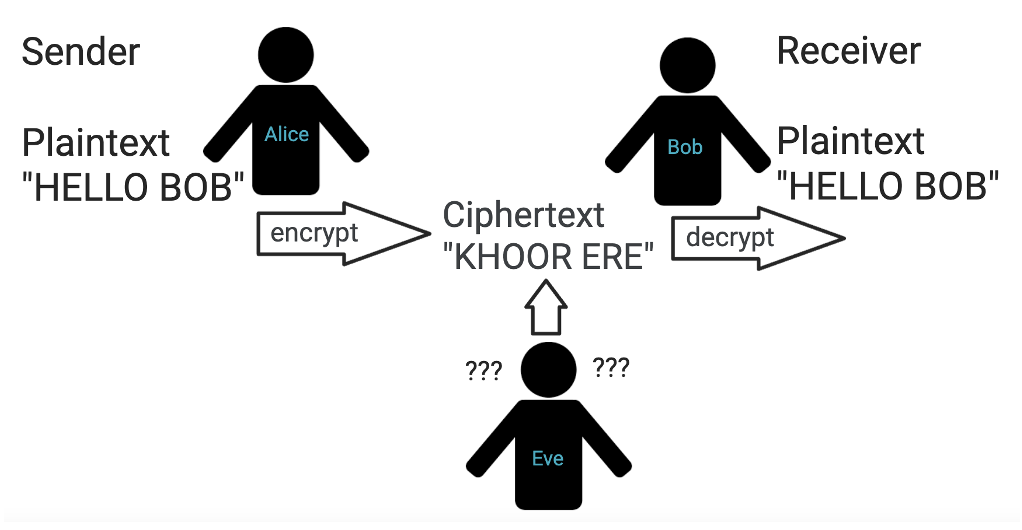 Sender
Alice
Plaintext
"HELLO BOB"
encrypt
Ciphertext
"KHOOR ERE"
Receiver
Bob
Plaintext
"HELLO BOB"
decrypt
???
???
Eve